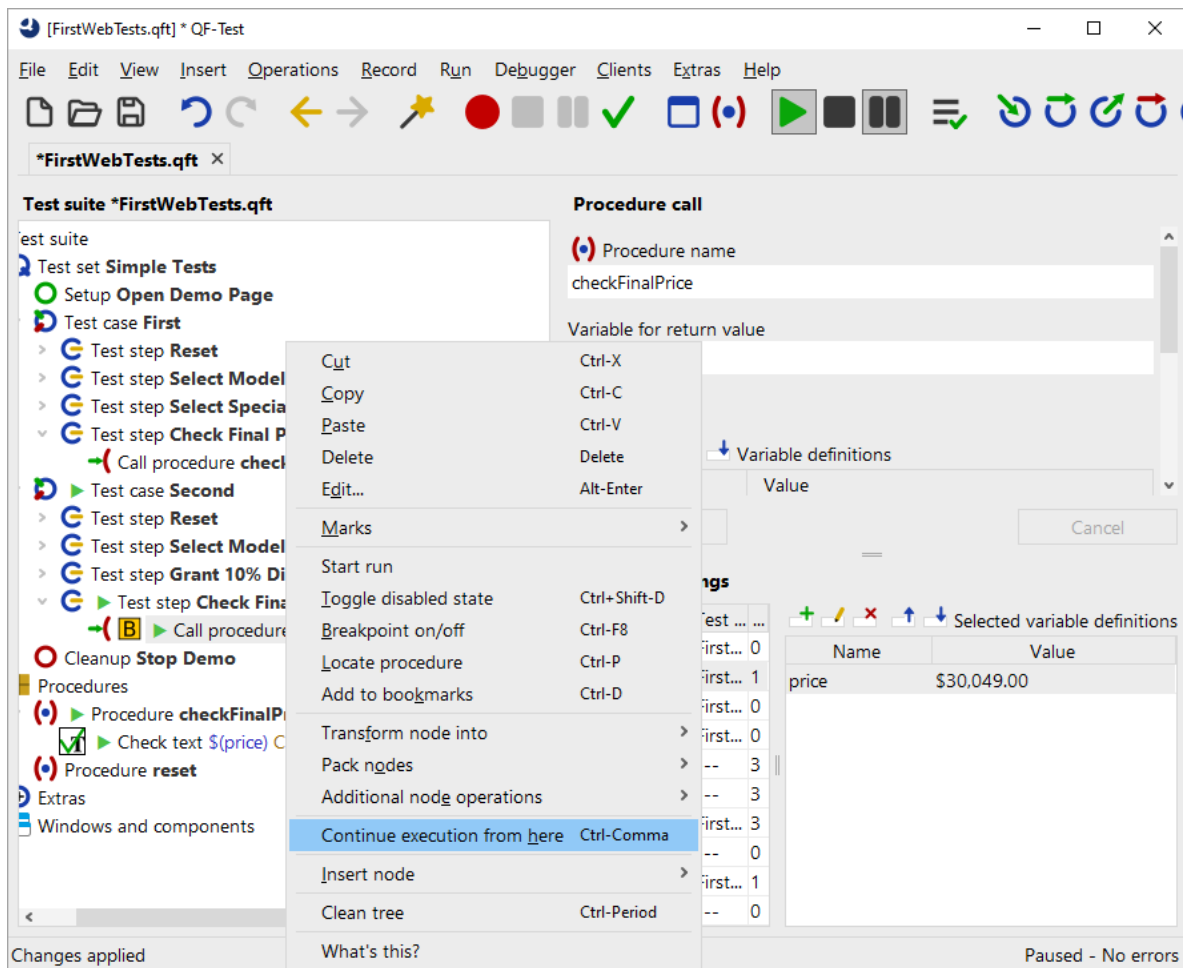 [FirstWebTests.qft] * QF-Test
File Edit View Insert Operations Record Run Debugger Clients Extras Help
*FirstWebTests.qft
Test suite *FirstWebTests.qft
est suite
Test set Simple Tests
Setup Open Demo Page
Test case First
Test step Reset
Test step Select Model
Test step Select Specia
Test step Check Final P
Call procedure check
Test case Second
Test step Reset
Test step Select Model
Test step Grant 10% Di
Test step Check Fina
B Call procedure
Cleanup Stop Demo
Procedures
Procedure checkFinalPr
Check text $(price) C
Procedure reset
Extras
Windows and components
Cut Ctrl-X
Copy Ctrl-C
Paste Ctrl-V
Delete Delete
Edit... Alt-Enter
Marks
Start run
Toggle disabled state Ctrl+Shift-D
Breakpoint on/off Ctrl-F8
Locate procedure Ctrl-P
Add to bookmarks Ctrl-D
Transform node into
Pack nodes
Additional node operations
Continue execution from here Ctrl-Comma
Insert node
Clean tree Ctrl-Period
What's this?
Procedure call
Procedure name
checkFinalPrice
Variable for return value
Variable definitions
Value
Cancel
ngs
Test ... ...
First... 0
First... 1
First... 0
First... 0
-- 3
-- 3
First... 3
-- 0
First... 1
-- 0
Selected variable definitions
Name Value
price $30,049.00
Changes applied
Paused - No errors